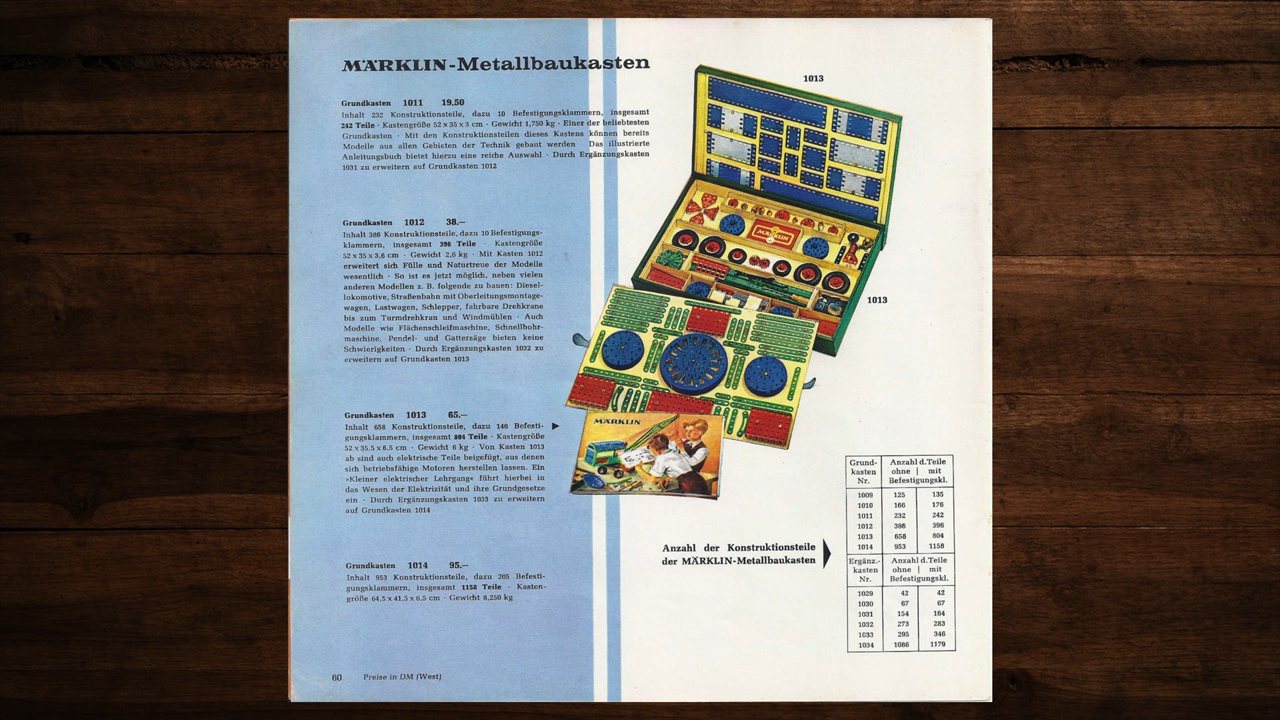 MÄRKLIN-Metallbaukasten
Grundkasten 1011 19.50
Inhalt 232 Konstruktionsteile, dazu 10 Befestigungsklammern, insgesamt
242 Teile · Kastengröße 52 x 35 x 3 cm · Gewicht 1,750 kg · Einer der beliebtesten
Grundkasten · Mit den Konstruktionsteilen dieses Kastens können bereits
Modelle aus allen Gebieten der Technik gebaut werden · Das illustrierte
Anleitungsbuch bietet hierzu eine reiche Auswahl · Durch Ergänzungskasten
1031 zu erweitern auf Grundkasten 1012
Grundkasten 1012 38.—
Inhalt 386 Konstruktionsteile, dazu 10 Befestigungs-
klammern, insgesamt 396 Teile · Kastengröße
52 x 35 x 3,6 cm · Gewicht 2,6 kg · Mit Kasten 1012
erweitert sich Fülle und Naturtreue der Modelle
wesentlich · So ist es jetzt möglich, neben vielen
anderen Modellen z. B. folgende zu bauen: Diesel-
lokomotive, Straßenbahn mit Oberleitungsmontage-
wagen, Lastwagen, Schlepper, fahrbare Drehkrane
bis zum Turmdrehkran und Windmühlen · Auch
Modelle wie Flächenschleifmaschine, Schnellbohr-
maschine, Pendel- und Gattersäge bieten keine
Schwierigkeiten · Durch Ergänzungskasten 1032 zu
erweitern auf Grundkasten 1013
Grundkasten 1013 65.—
Inhalt 658 Konstruktionsteile, dazu 146 Befesti-
gungsklammern, insgesamt 804 Teile · Kastengröße
52 x 35,5 x 6,5 cm · Gewicht 6 kg · Von Kasten 1013
ab sind auch elektrische Teile beigefügt, aus denen
sich betriebsfähige Motoren herstellen lassen. Ein
»Kleiner elektrischer Lehrgang« führt hierbei in
das Wesen der Elektrizität und ihre Grundgesetze
ein · Durch Ergänzungskasten 1033 zu erweitern
auf Grundkasten 1014
Grundkasten 1014 95.—
Inhalt 953 Konstruktionsteile, dazu 205 Befesti-
gungsklammern, insgesamt 1158 Teile · Kasten-
größe 64,5 x 41,5 x 6,5 cm · Gewicht 8,250 kg
60 Preise in DM (West)
1013
MÄRKLIN
1013
MÄRKLIN
Anzahl der Konstruktionsteile
der MÄRKLIN-Metallbaukasten
Grund- Anzahl d. Teile
kasten ohne | mit
Nr. Befestigungskl.
1009 125 135
1010 166 176
1011 232 242
1012 386 396
1013 658 804
1014 953 1158
Ergänz.- Anzahl d. Teile
kasten ohne | mit
Nr. Befestigungskl.
1029 42 42
1030 67 67
1031 154 164
1032 273 283
1033 295 346
1034 1086 1179